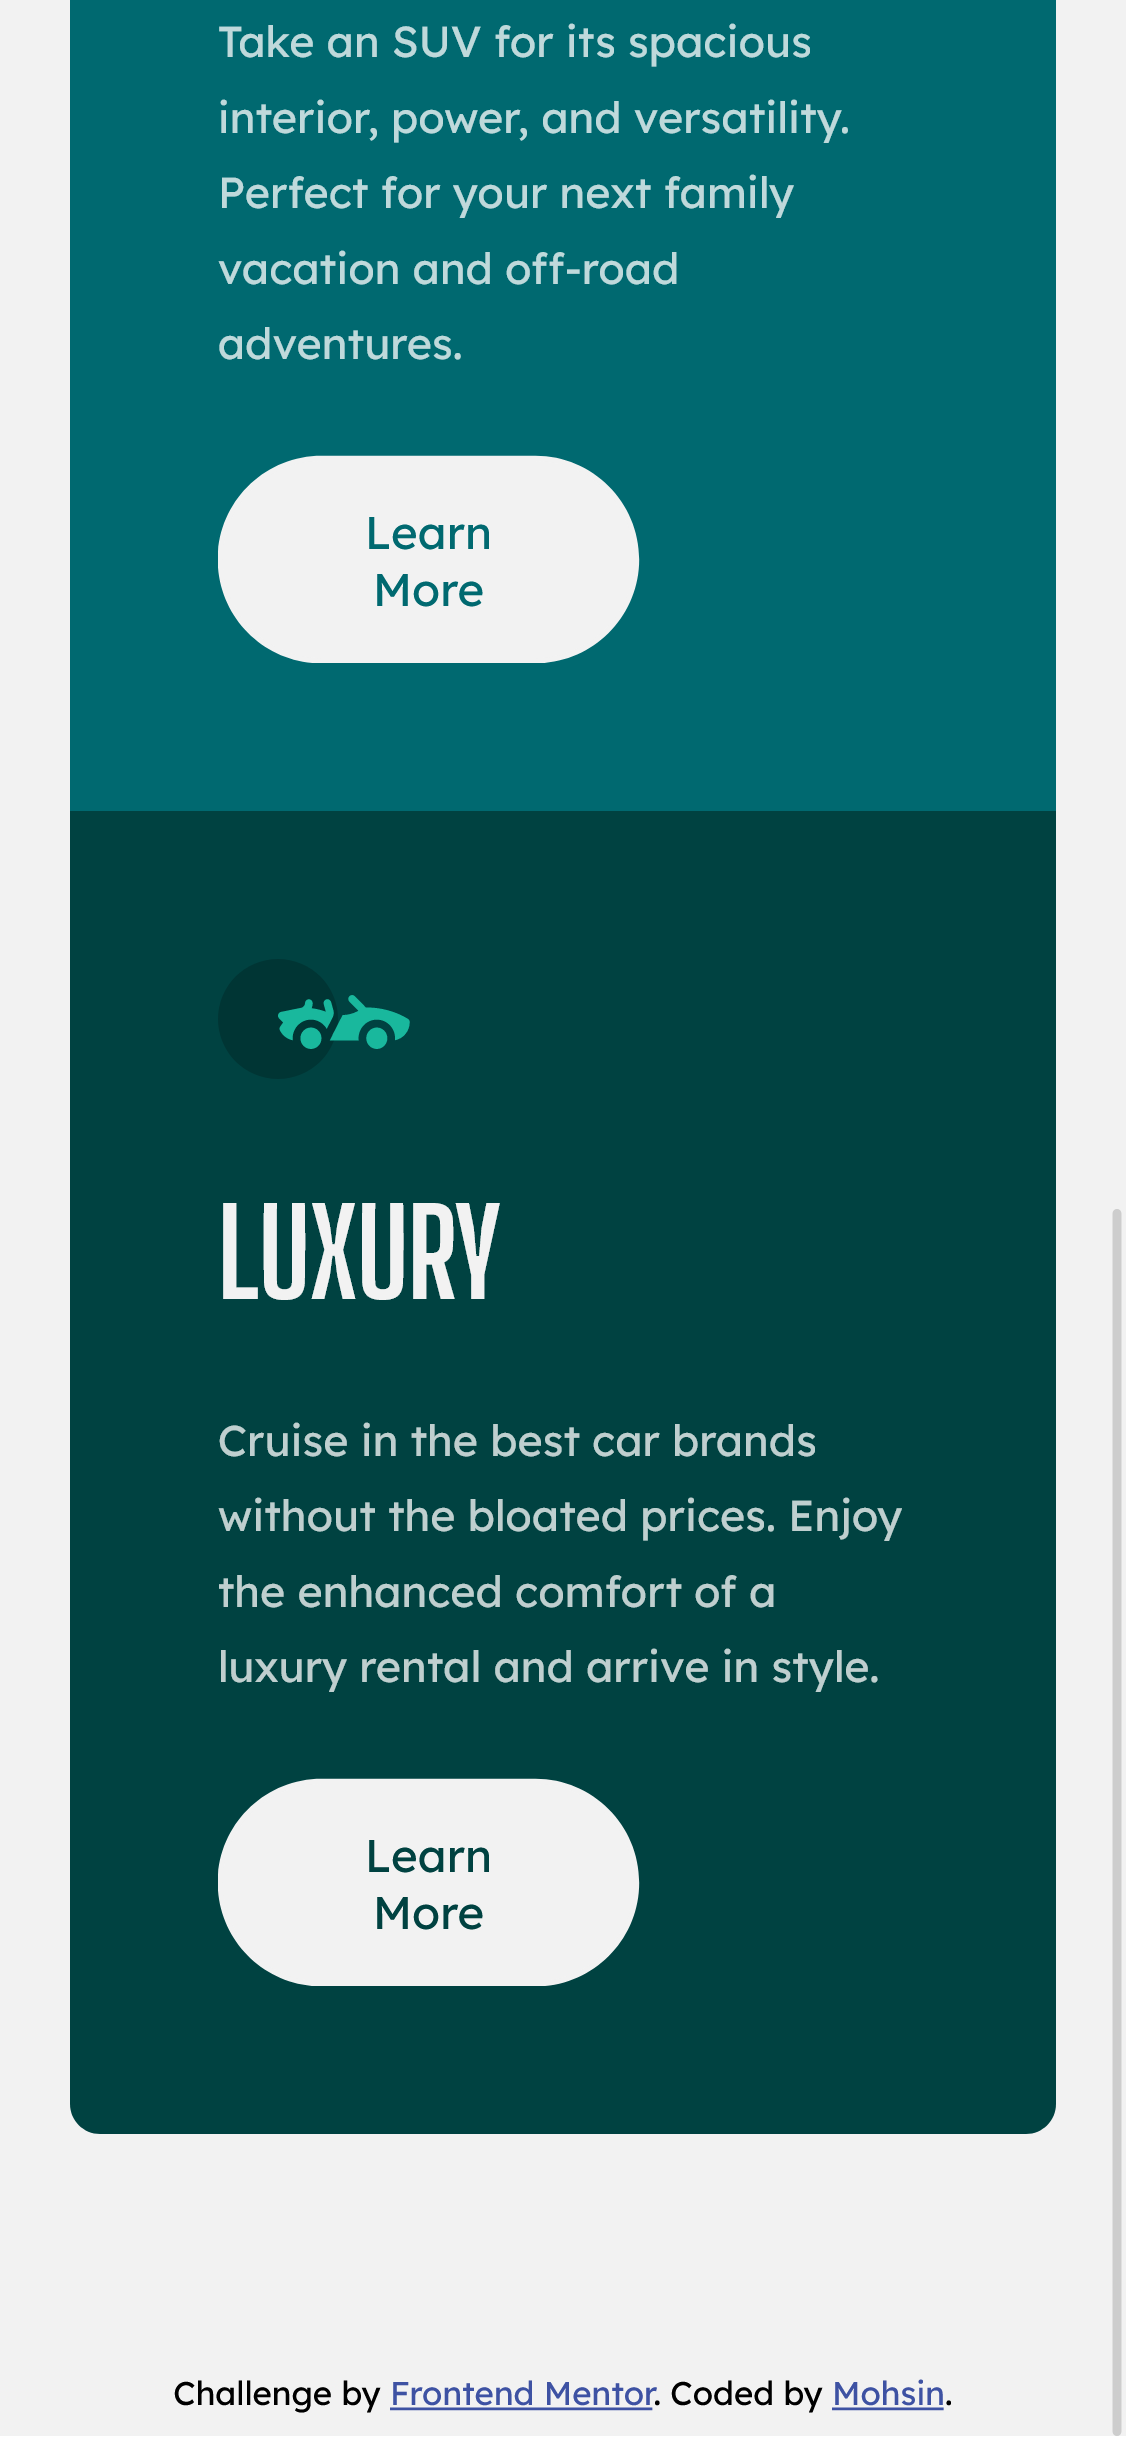 Take an SUV for its spacious
interior, power, and versatility.
Perfect for your next family
vacation and off-road
adventures.
Learn
More
LUXURY
Cruise in the best car brands
without the bloated prices. Enjoy
the enhanced comfort of a
luxury rental and arrive in style.
Learn
More
Challenge by Frontend Mentor. Coded by Mohsin.